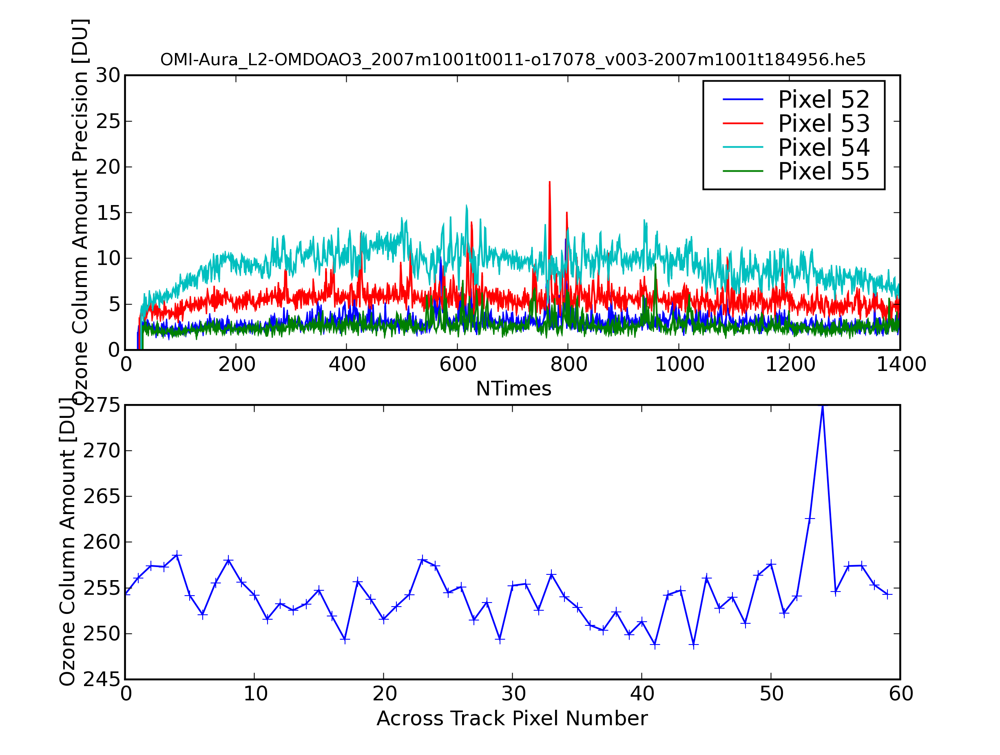 OMI-Aura_L2-OMDOAO3_2007m1001t0011-o17078_v003-2007m1001t184956.he5
Ozone Column Amount Precision [DU]
30
25
20
15
10
5
0
Pixel 52
Pixel 53
Pixel 54
Pixel 55
0 200 400 600 800 1000 1200 1400
NTimes
Ozone Column Amount [DU]
275
270
265
260
255
250
245
0 10 20 30 40 50 60
Across Track Pixel Number